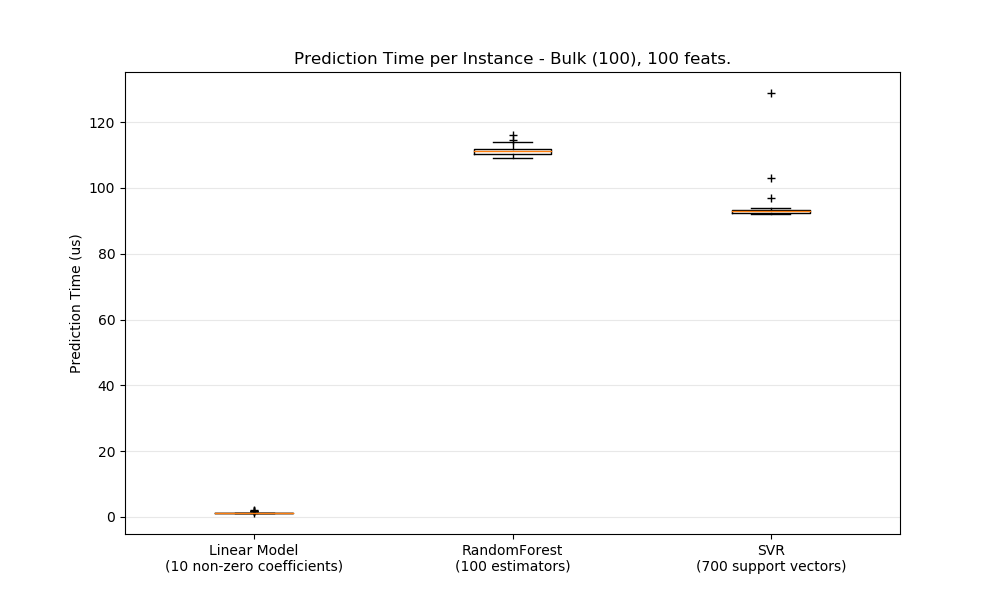 Prediction Time per Instance - Bulk (100), 100 feats.
Prediction Time (us)
120
100
80
60
40
20
0
Linear Model
(10 non-zero coefficients)
RandomForest
(100 estimators)
SVR
(700 support vectors)